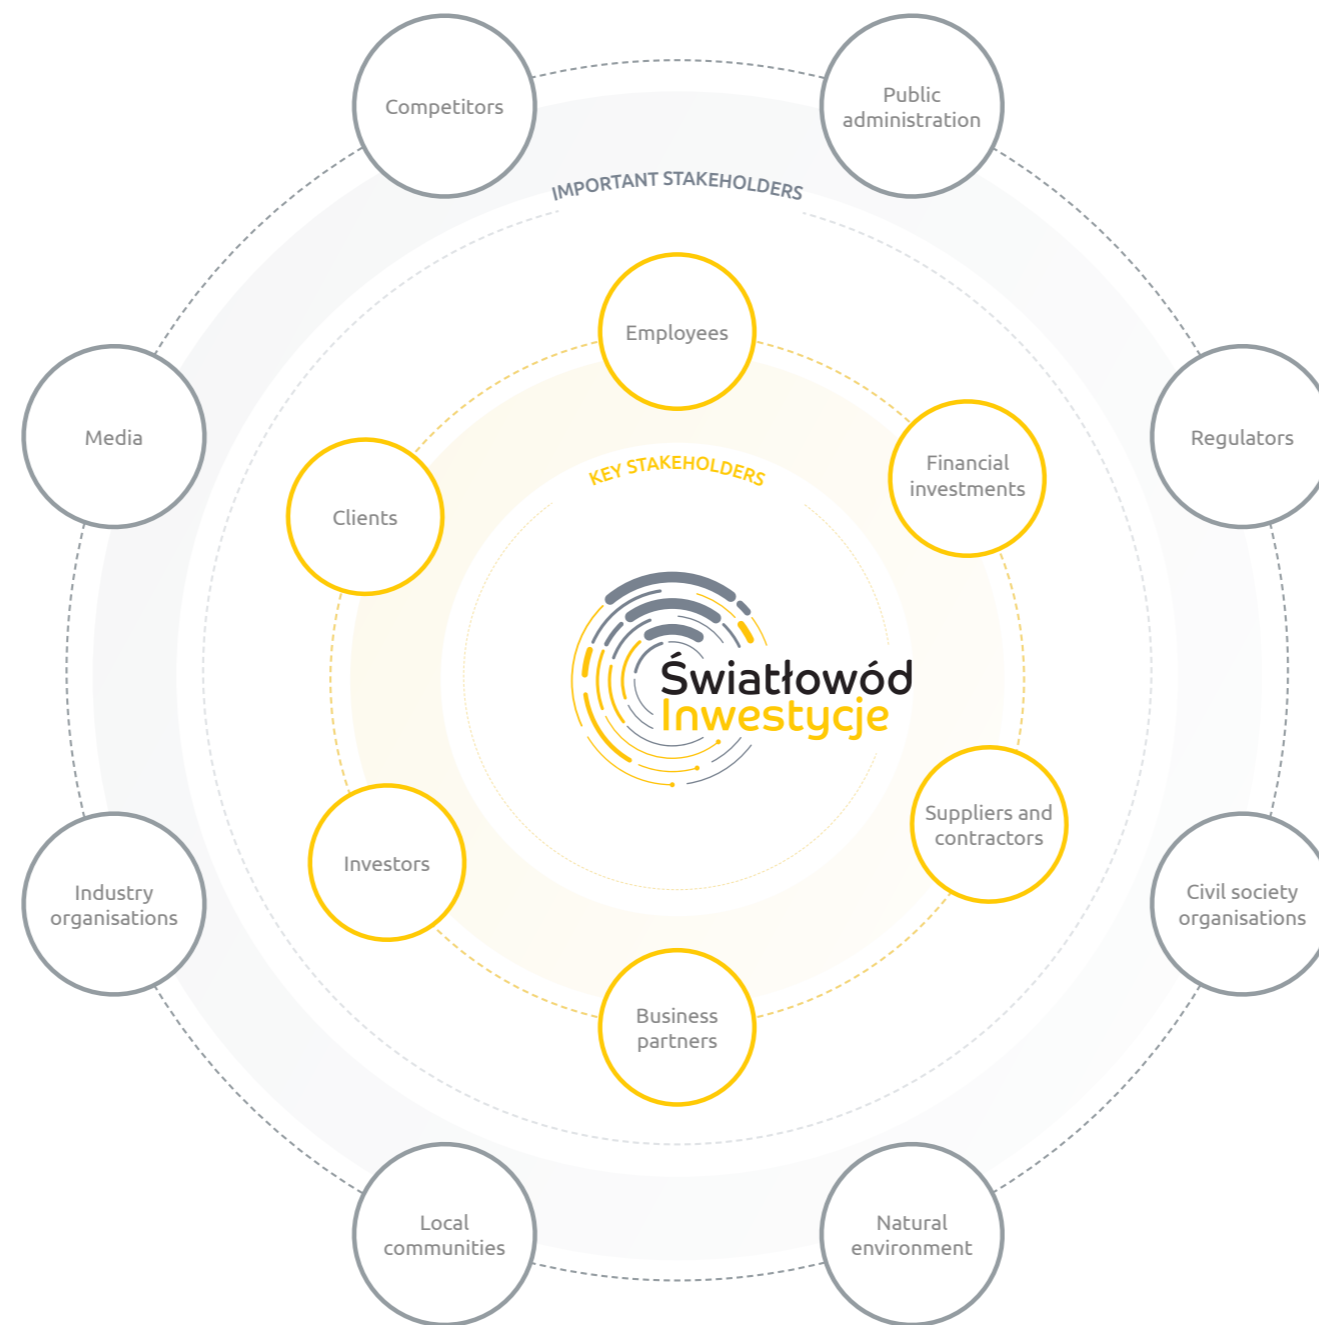 Competitors
Public
administration
IMPORTANT STAKEHOLDERS
Employees
Media
Regulators
Financial
investments
KEY STAKEHOLDERS
Clients
Światłowód
Inwestycje
Suppliers and
contractors
Investors
Industry
organisations
Civil society
organisations
Business
partners
Local
communities
Natural
environment